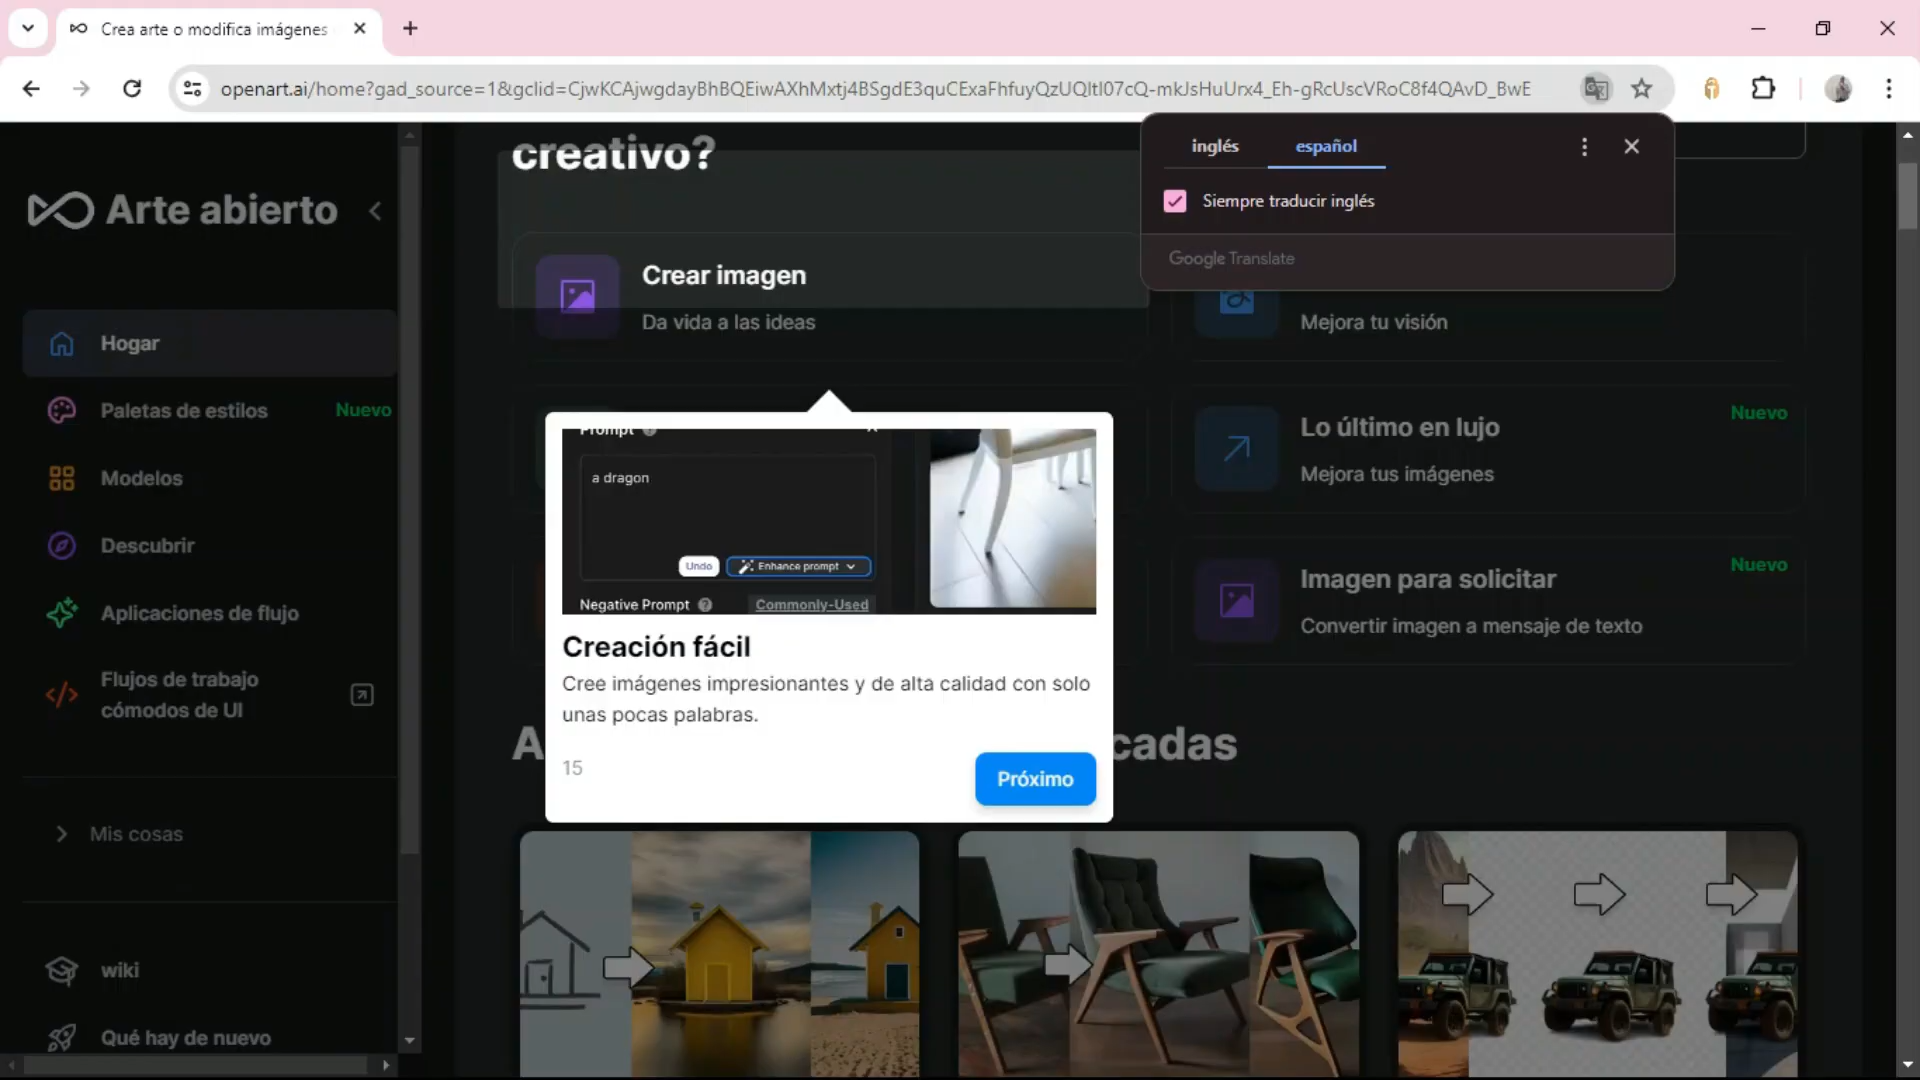 Crea arte o modifica imágenes
openart.ai/home?gad_source=1&gclid=CjwKCAjwgdayBhBQEiwAXhMxtj4BSgdE3quCExaFhfuyQzUQItI07cQ-mkJsHuUrx4_Eh-gRcUscVRoC8f4QAvD_BwE
inglés
español
Siempre traducir inglés
Google Translate
Arte abierto
Hogar
Paletas de estilos
Nuevo
Modelos
Descubrir
Aplicaciones de flujo
Flujos de trabajo
cómodos de UI
Mis cosas
wiki
Qué hay de nuevo
creativo?
Crear imagen
Da vida a las ideas
Mejora tu visión
Lo último en lujo
Nuevo
Mejora tus imágenes
Imagen para solicitar
Nuevo
Convertir imagen a mensaje de texto
Prompt
a dragon
Undo
Enhance prompt
Negative Prompt
Commonly-Used
Creación fácil
Cree imágenes impresionantes y de alta calidad con solo
unas pocas palabras.
15
Próximo
A
cadas